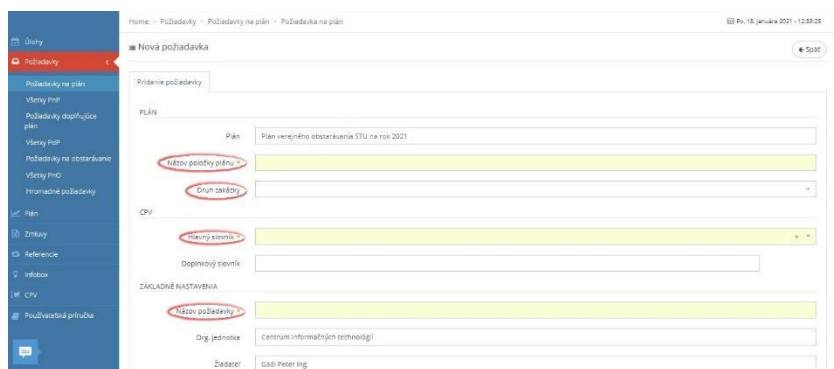 Home - Požiadavky - Požiadavky na plán - Požiadavka na plán
Po, 18. januára 2021 - 12:33:25
Úlohy
Požiadavky
Požiadavky na plán
Všetky PnP
Požiadavky doplňujúce
plán
Všetky PdP
Požiadavky na obstarávanie
Všetky PnO
Hromadné požiadavky
Plán
Zmluvy
Referencie
Infobox
CPV
Používateľská príručka
Nová požiadavka
Späť
Pridanie požiadavky
PLÁN
Plán
Plán verejného obstarávania STU na rok 2021
Názov položky plánu *
Druh zakázky
CPV
Hlavný slovník *
Doplnkový slovník
ZÁKLADNÉ NASTAVENIA
Názov požiadavky *
Org. jednotka
Centrum informačných technológií
Žiadateľ
Gaál Peter Ing.